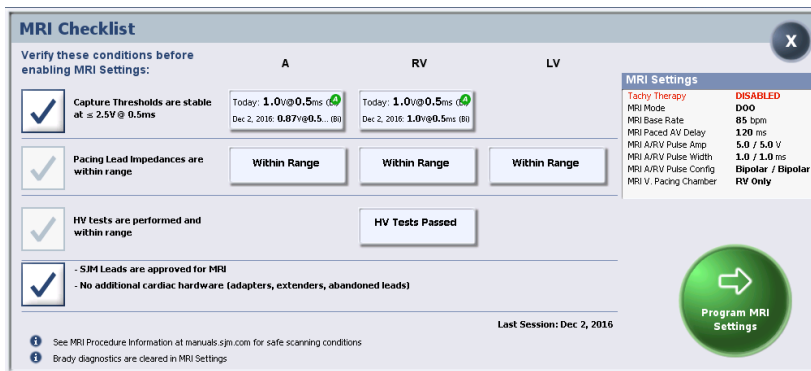 MRI Checklist
X
Verify these conditions before
enabling MRI Settings:
A RV LV
MRI Settings
Tachy Therapy DISABLED
MRI Mode DOO
MRI Base Rate 85 bpm
MRI Paced AV Delay 120 ms
MRI A/RV Pulse Amp 5.0 / 5.0 V
MRI A/RV Pulse Width 1.0 / 1.0 ms
MRI A/RV Pulse Config Bipolar / Bipolar
MRI V. Pacing Chamber RV Only
Capture Thresholds are stable
at ≤ 2.5V @ 0.5ms
Today: 1.0V@0.5ms
Dec 2, 2016: 0.87V@0.5... (Bi)
Today: 1.0V@0.5ms
Dec 2, 2016: 1.0V@0.5ms (Bi)
Pacing Lead Impedances are
within range
Within Range Within Range Within Range
HV tests are performed and
within range
HV Tests Passed
- SJM Leads are approved for MRI
- No additional cardiac hardware (adapters, extenders, abandoned leads)
Program MRI
Settings
Last Session: Dec 2, 2016
i See MRI Procedure Information at manuals.sjm.com for safe scanning conditions
i Brady diagnostics are cleared in MRI Settings